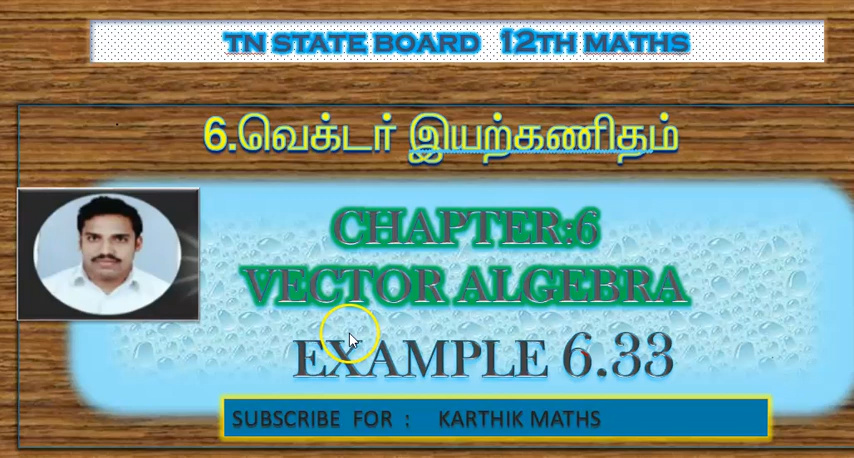 TN STATE BOARD 12TH MATHS
6.வெக்டர் இயற்கணிதம்
CHAPTER:6
VECTOR ALGEBRA
EXAMPLE 6.33
SUBSCRIBE FOR : KARTHIK MATHS